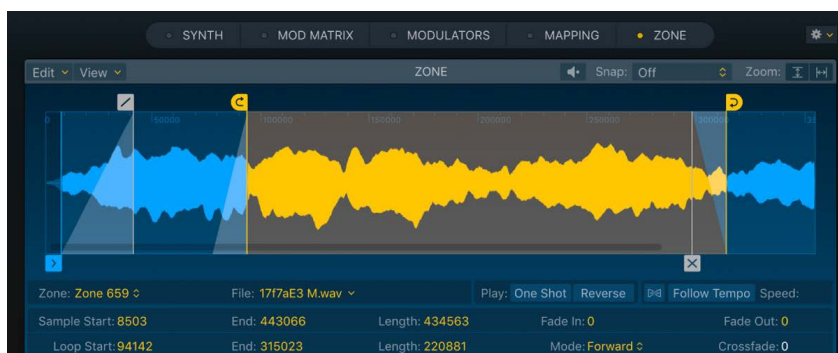 SYNTH MOD MATRIX MODULATORS MAPPING ZONE
Edit View ZONE Snap: Off Zoom:
0 50000 100000 150000 200000 250000 300000 35
Zone: Zone 659 File: 17f7aE3 M.wav Play: One Shot Reverse Follow Tempo Speed:
Sample Start: 8503 End: 443066 Length: 434563 Fade In: 0 Fade Out: 0
Loop Start: 94142 End: 315023 Length: 220881 Mode: Forward Crossfade: 0